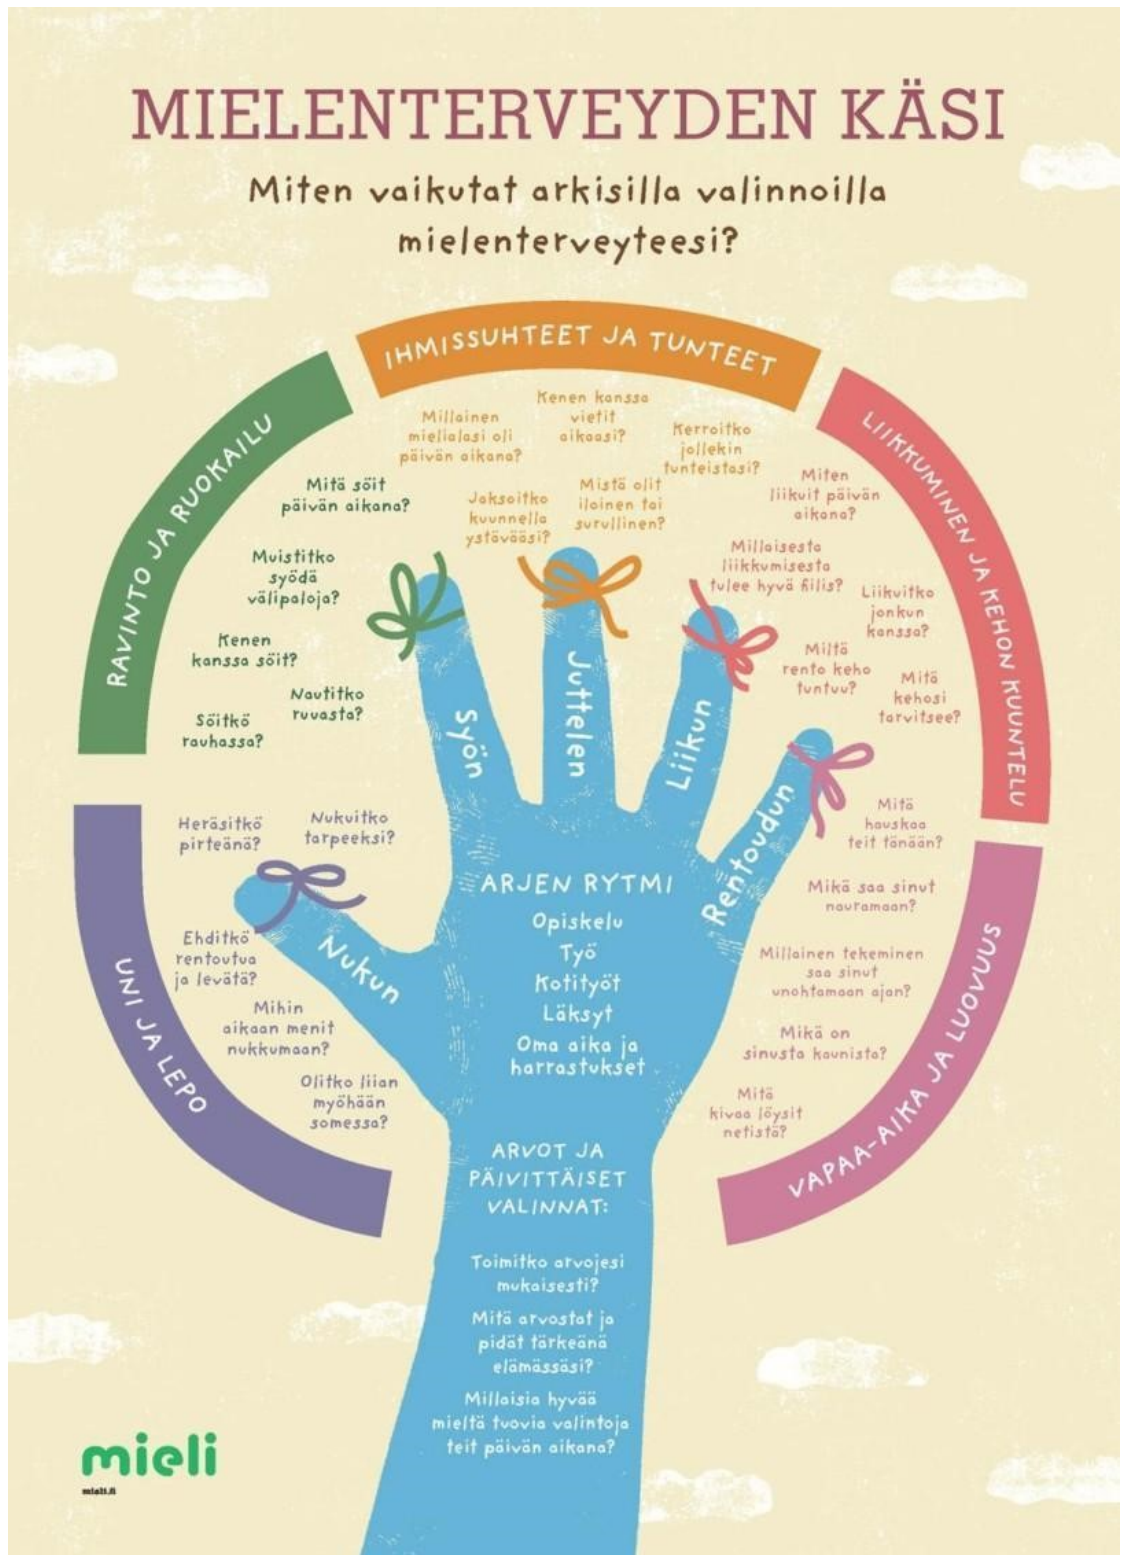 MIELENTERVEYDEN KÄSI
Miten vaikutat arkisilla valinnoilla
mielenterveyteesi?
RAVINTO JA RUOKAILU
Mitä söit
päivän aikana?
Muistitko
syödä
välipaloja?
Kenen
kanssa söit?
Nautitko
ruuasta?
Söitkö
rauhassa?
IHMISSUHTEET JA TUNTEET
Millainen
mielialasi oli
päivän aikana?
Kenen kanssa
vietit
aikaasi?
Kerroitko
jollekin
tunteistasi?
Jaksoitko
kuunnella
ystävääsi?
Mistä olit
iloinen tai
surullinen?
LIIKKUMINEN JA KEHON KUUNTELU
Miten
liikuit päivän
aikana?
Millaisesta
liikkumisesta
tulee hyvä fiilis?
Liikuitko
jonkun
kanssa?
Miltä
rento keho
tuntuu?
Mitä
kehosi
tarvitsee?
UNI JA LEPO
Heräsitkö
pirteänä?
Nukuitko
tarpeeksi?
Ehditkö
rentoutua
ja levätä?
Mihin
aikaan menit
nukkumaan?
Olitko liian
myöhään
somessa?
VAPAA-AIKA JA LUOVUUS
Mitä
hauskaa
teit tänään?
Mikä saa sinut
nauramaan?
Millainen tekeminen
saa sinut
unohtamaan ajan?
Mikä on
sinusta kaunista?
Mitä
kivaa löysit
netistä?
Nukun
Syön
Juttelen
Liikun
Rentoudun
ARJEN RYTMI
Opiskelu
Työ
Kotityöt
Läksyt
Oma aika ja
harrastukset
ARVOT JA
PÄIVITTÄISET
VALINNAT:
Toimitko arvojesi
mukaisesti?
Mitä arvostat ja
pidät tärkeänä
elämässäsi?
Millaisia hyvää
mieltä tuovia valintoja
teit päivän aikana?
mieli
mieli.fi